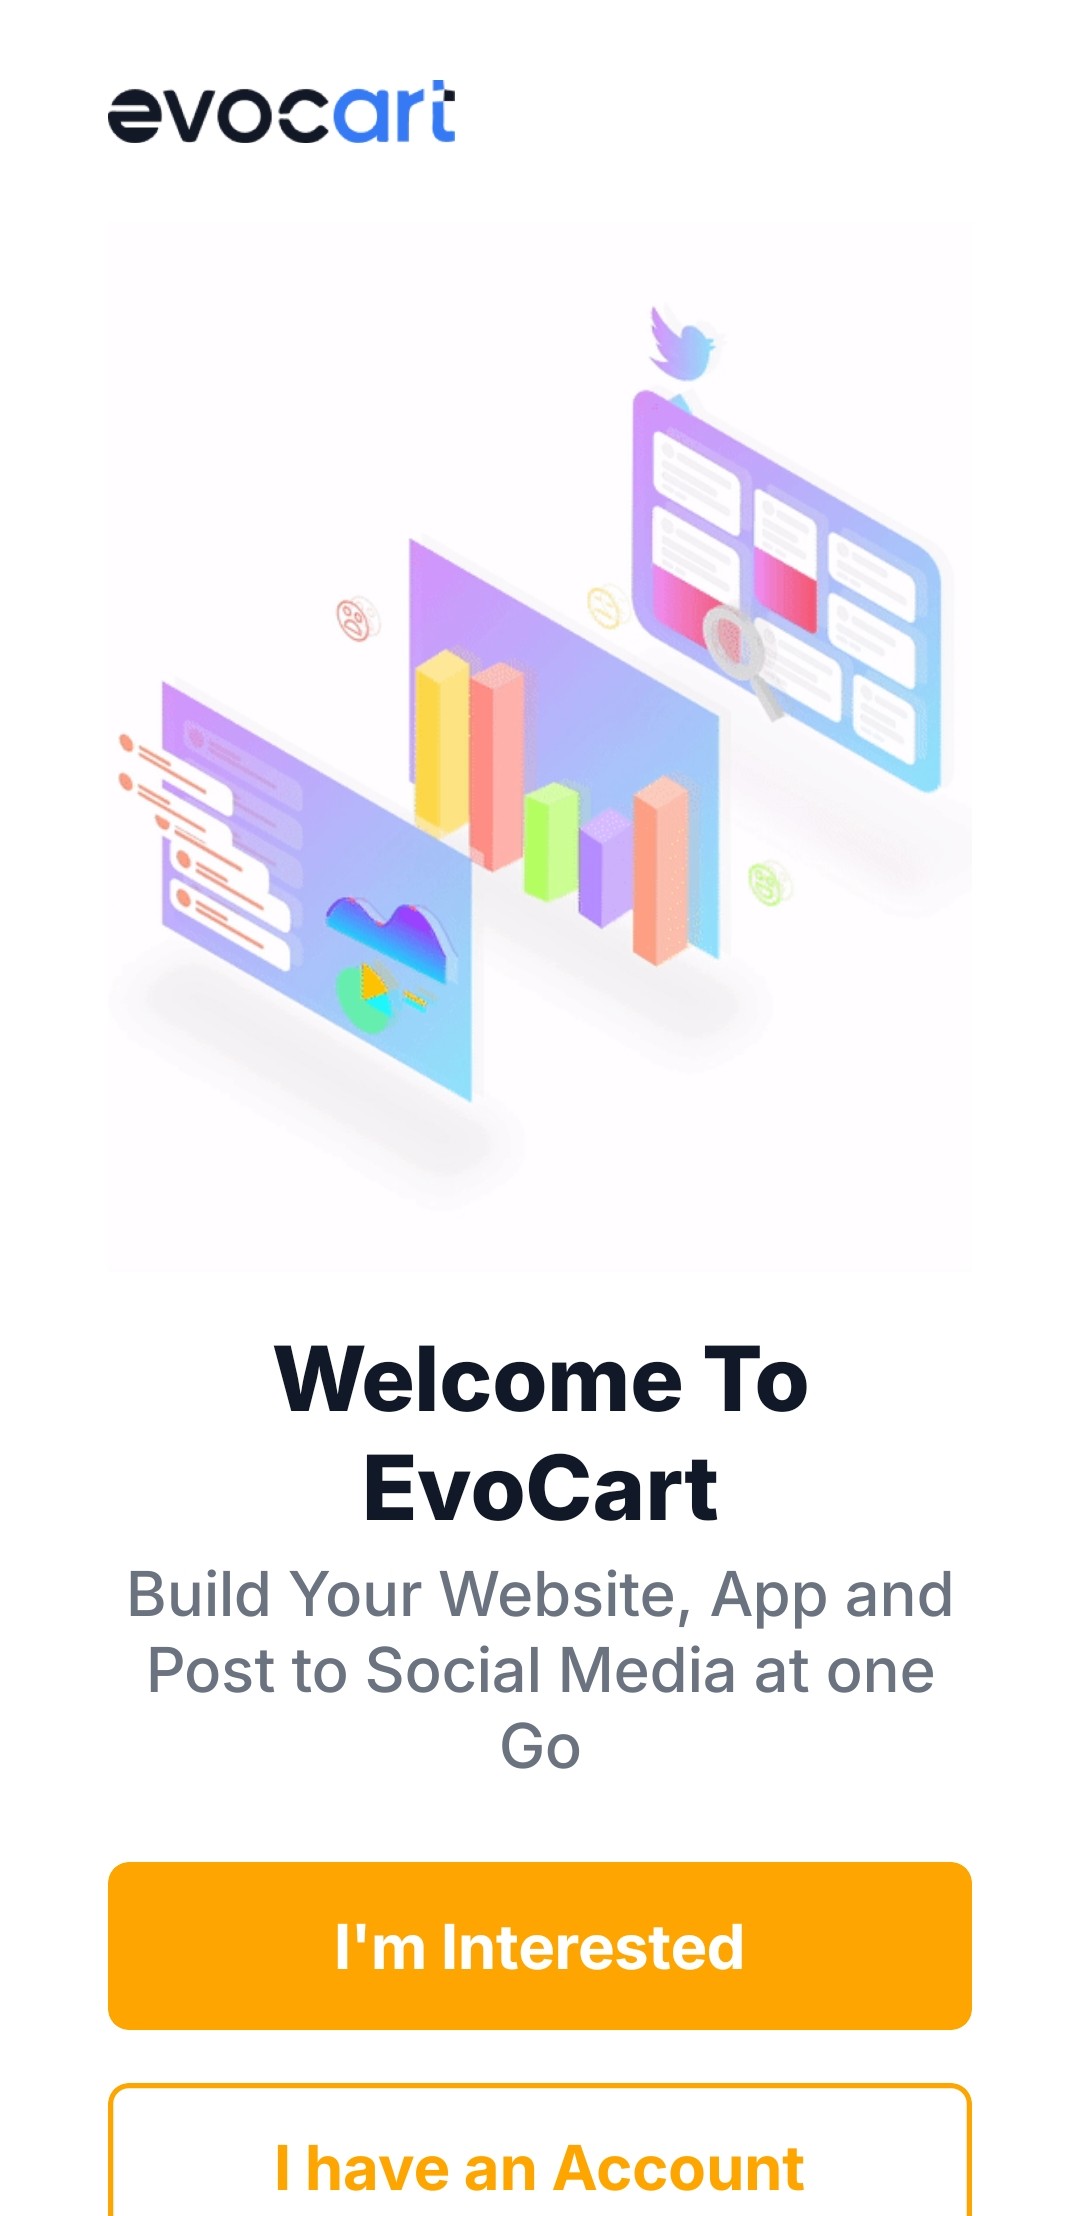 evocart
Welcome To
EvoCart
Build Your Website, App and
Post to Social Media at one
Go
I'm Interested
I have an Account